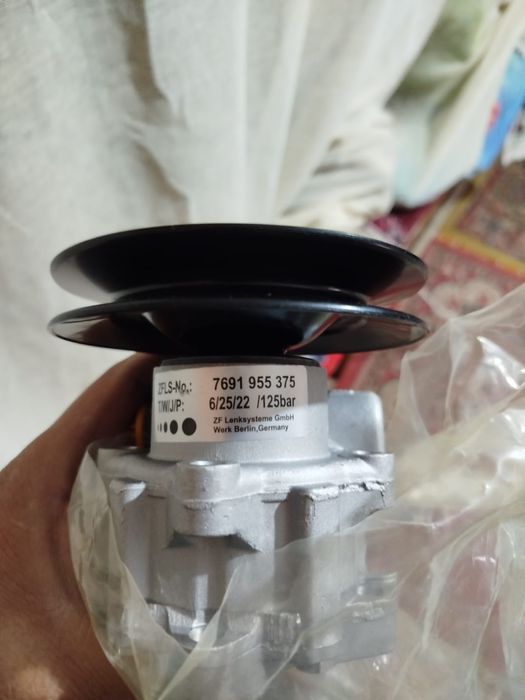 ZFLS-No.: 7691 955 375
T/W/J/P: 6/25/22 /125bar
ZF Lenksysteme GmbH
Werk Berlin,Germany